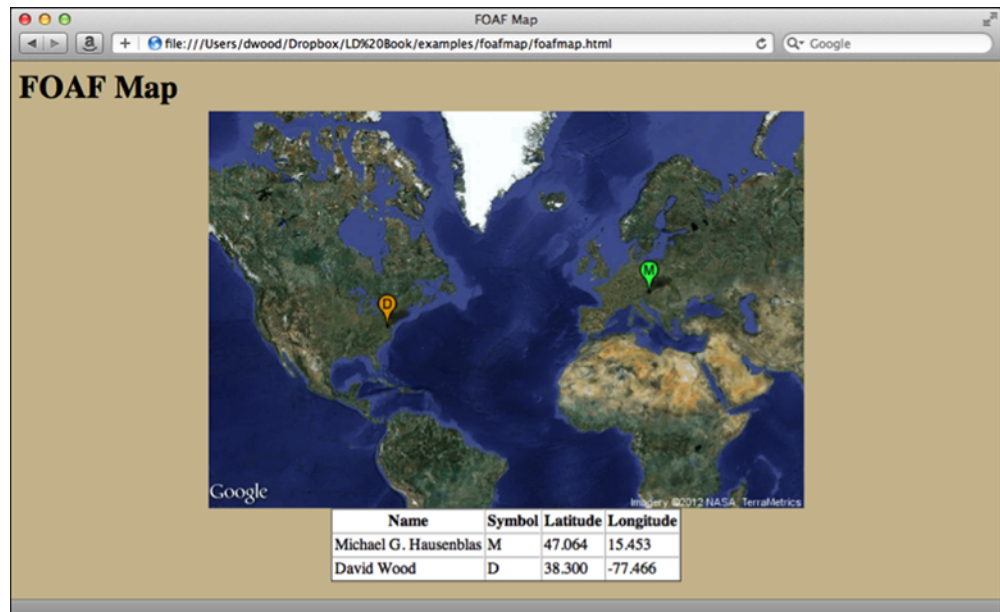 FOAF Map
file:///Users/dwood/Dropbox/LD%20Book/examples/foafmap/foafmap.html
Google
FOAF Map
D
M
Google
Imagery ©2012 NASA, TerraMetrics
Name Symbol Latitude Longitude
Michael G. Hausenblas M 47.064 15.453
David Wood D 38.300 -77.466